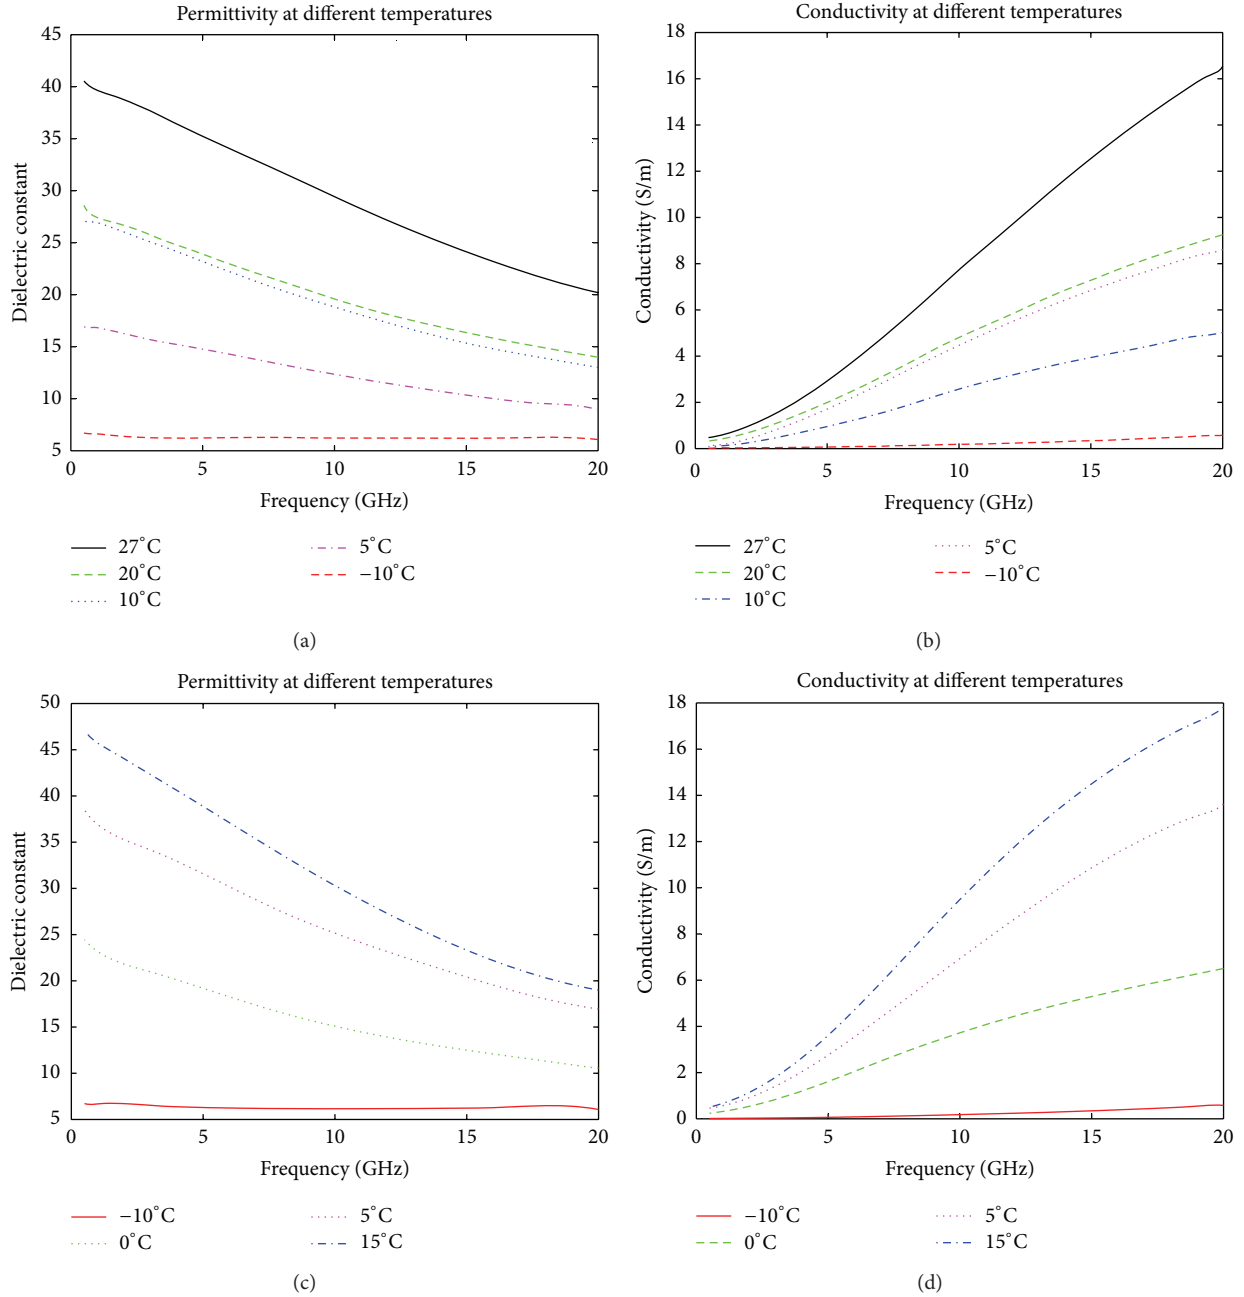 Permittivity at different temperatures
45
40
35
30
25
20
15
10
5
0
5
10
15
20
Dielectric constant
Frequency (GHz)
27°C
20°C
10°C
5°C
−10°C
(a)
Conductivity at different temperatures
18
16
14
12
10
8
6
4
2
0
0
5
10
15
20
Conductivity (S/m)
Frequency (GHz)
27°C
20°C
10°C
5°C
−10°C
(b)
Permittivity at different temperatures
50
45
40
35
30
25
20
15
10
5
0
5
10
15
20
Dielectric constant
Frequency (GHz)
−10°C
0°C
5°C
15°C
(c)
Conductivity at different temperatures
18
16
14
12
10
8
6
4
2
0
0
5
10
15
20
Conductivity (S/m)
Frequency (GHz)
−10°C
0°C
5°C
15°C
(d)